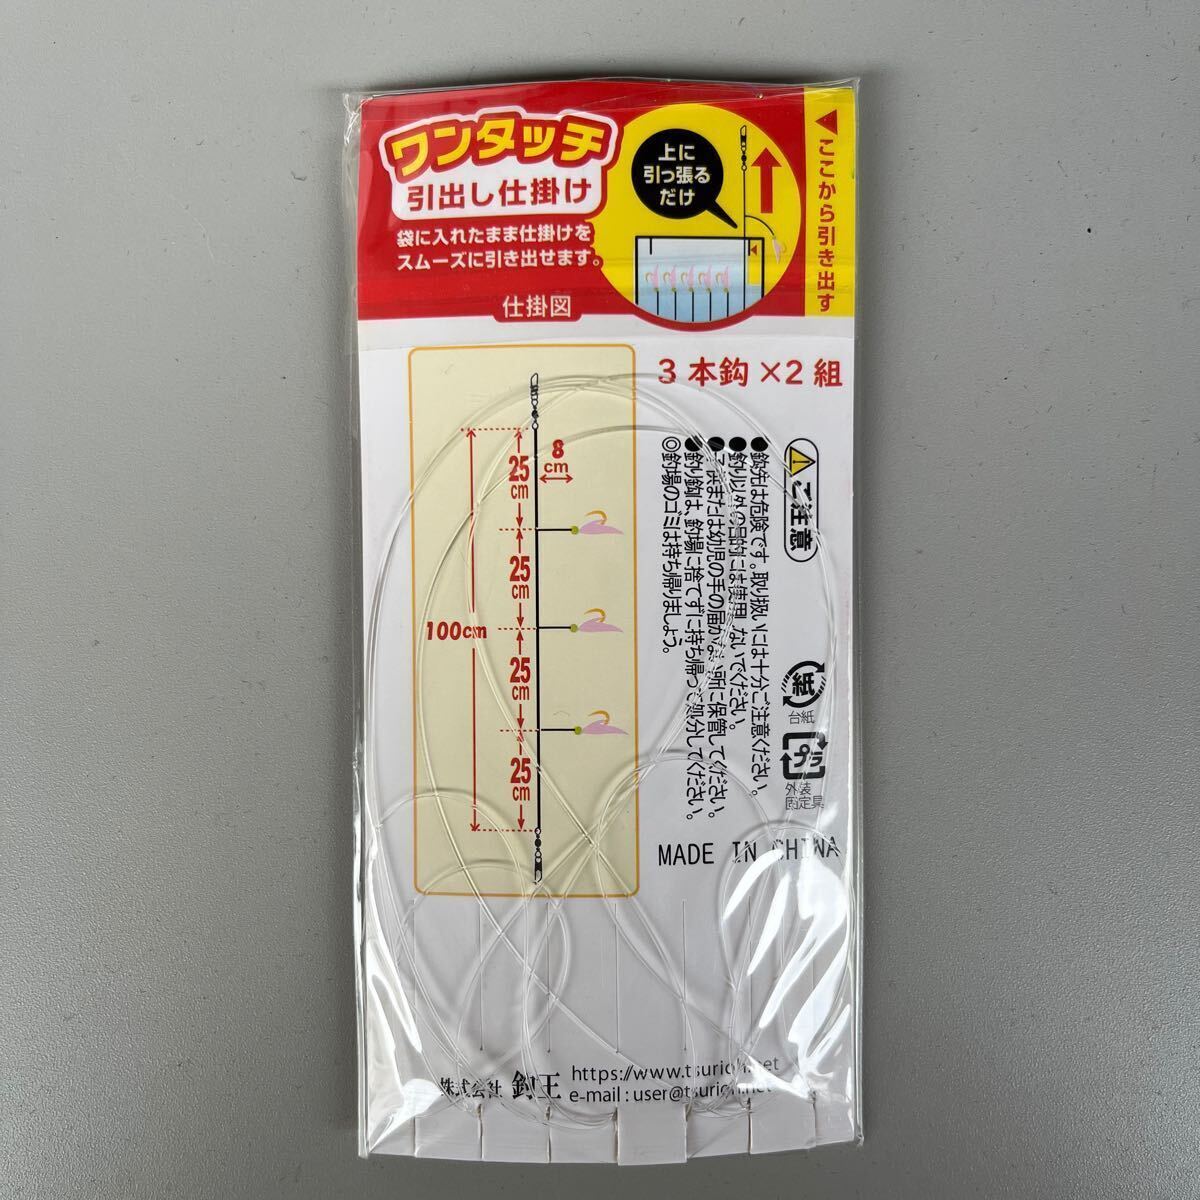 ワンタッチ
引出し仕掛け
袋に入れたまま仕掛けを
スムーズに引き出せます。
上に
引っ張る
だけ
◀ここから引き出す
仕掛図
3本鈎×2組
8
cm
25
cm
25
cm
100cm
25
cm
25
cm
⚠ご注意
●鈎先は危険です。取り扱いには十分ご注意ください。
●釣り以外の目的には使用しないでください。
または幼児の手の届かない所に保管してください。
●釣り鈎は、釣場に捨てずに持ち帰って処分してください。
◎釣場のゴミは持ち帰りましょう。
紙
台紙
プラ
外装
固定具
MADE IN CHINA
株式会社 釣王
https://www.tsurioh.net
e-mail : user@tsurioh.net